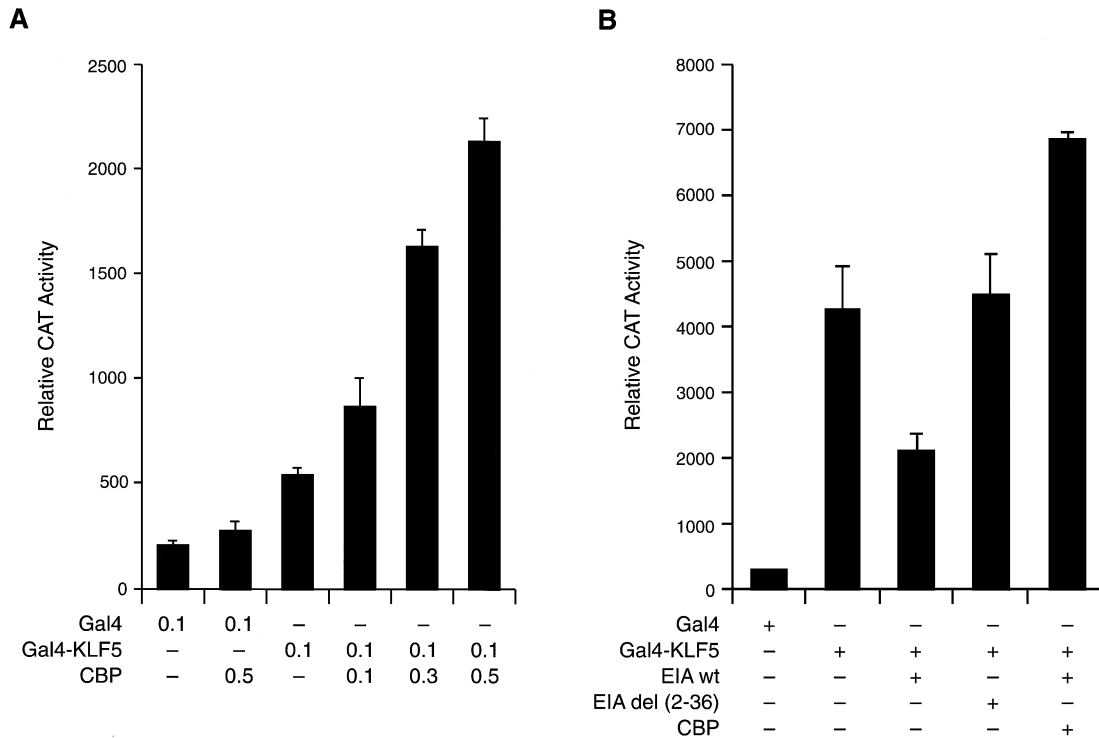 A
B
Relative CAT Activity
2500
2000
1500
1000
500
0
Gal4 0.1 0.1 – – – –
Gal4-KLF5 – – 0.1 0.1 0.1 0.1
CBP – 0.5 – 0.1 0.3 0.5
Relative CAT Activity
8000
7000
6000
5000
4000
3000
2000
1000
0
Gal4 + – – – –
Gal4-KLF5 – + + + +
EIA wt – – + – +
EIA del (2-36) – – – + –
CBP – – – – +